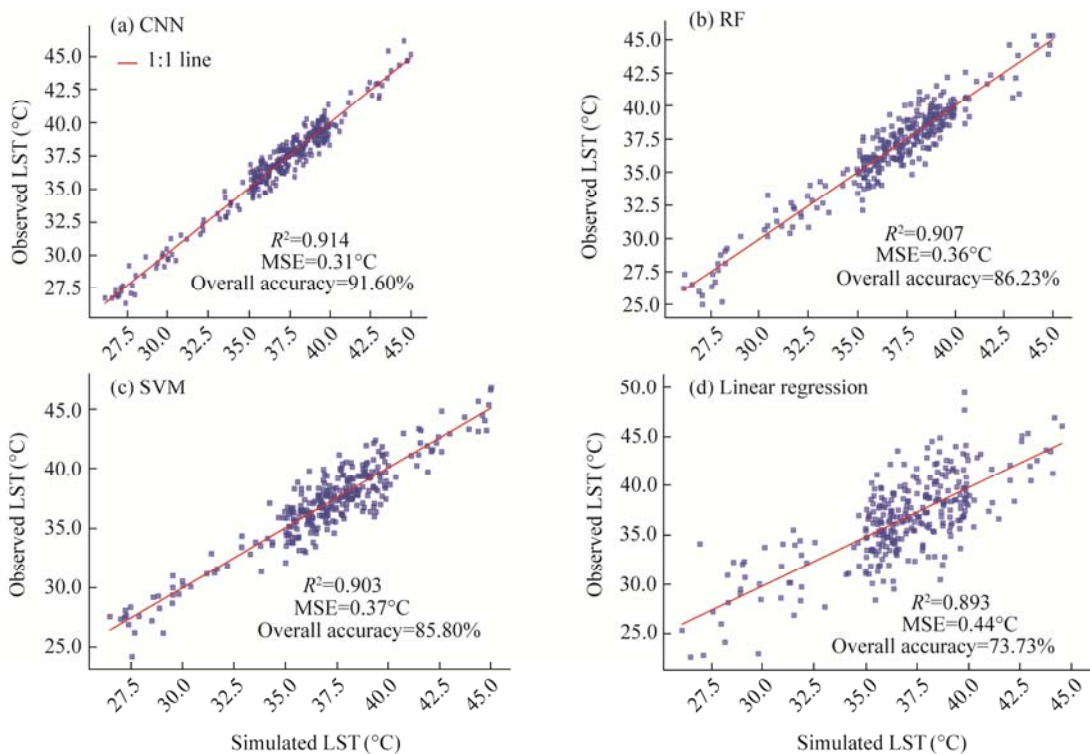 (a) CNN
1:1 line
45.0
42.5
40.0
37.5
35.0
32.5
30.0
27.5
Observed LST (°C)
R²=0.914
MSE=0.31°C
Overall accuracy=91.60%
27.5 30.0 32.5 35.0 37.5 40.0 42.5 45.0
(b) RF
45.0
42.5
40.0
37.5
35.0
32.5
30.0
27.5
25.0
Observed LST (°C)
R²=0.907
MSE=0.36°C
Overall accuracy=86.23%
27.5 30.0 32.5 35.0 37.5 40.0 42.5 45.0
(c) SVM
45.0
40.0
35.0
30.0
25.0
Observed LST (°C)
R²=0.903
MSE=0.37°C
Overall accuracy=85.80%
27.5 30.0 32.5 35.0 37.5 40.0 42.5 45.0
Simulated LST (°C)
(d) Linear regression
50.0
45.0
40.0
35.0
30.0
25.0
Observed LST (°C)
R²=0.893
MSE=0.44°C
Overall accuracy=73.73%
27.5 30.0 32.5 35.0 37.5 40.0 42.5 45.0
Simulated LST (°C)